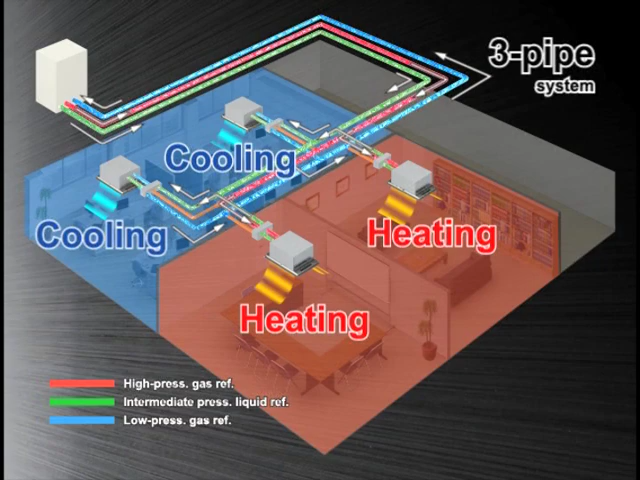 3-pipe
system
Cooling
Cooling
Heating
Heating
High-press. gas ref.
Intermediate press. liquid ref.
Low-press. gas ref.